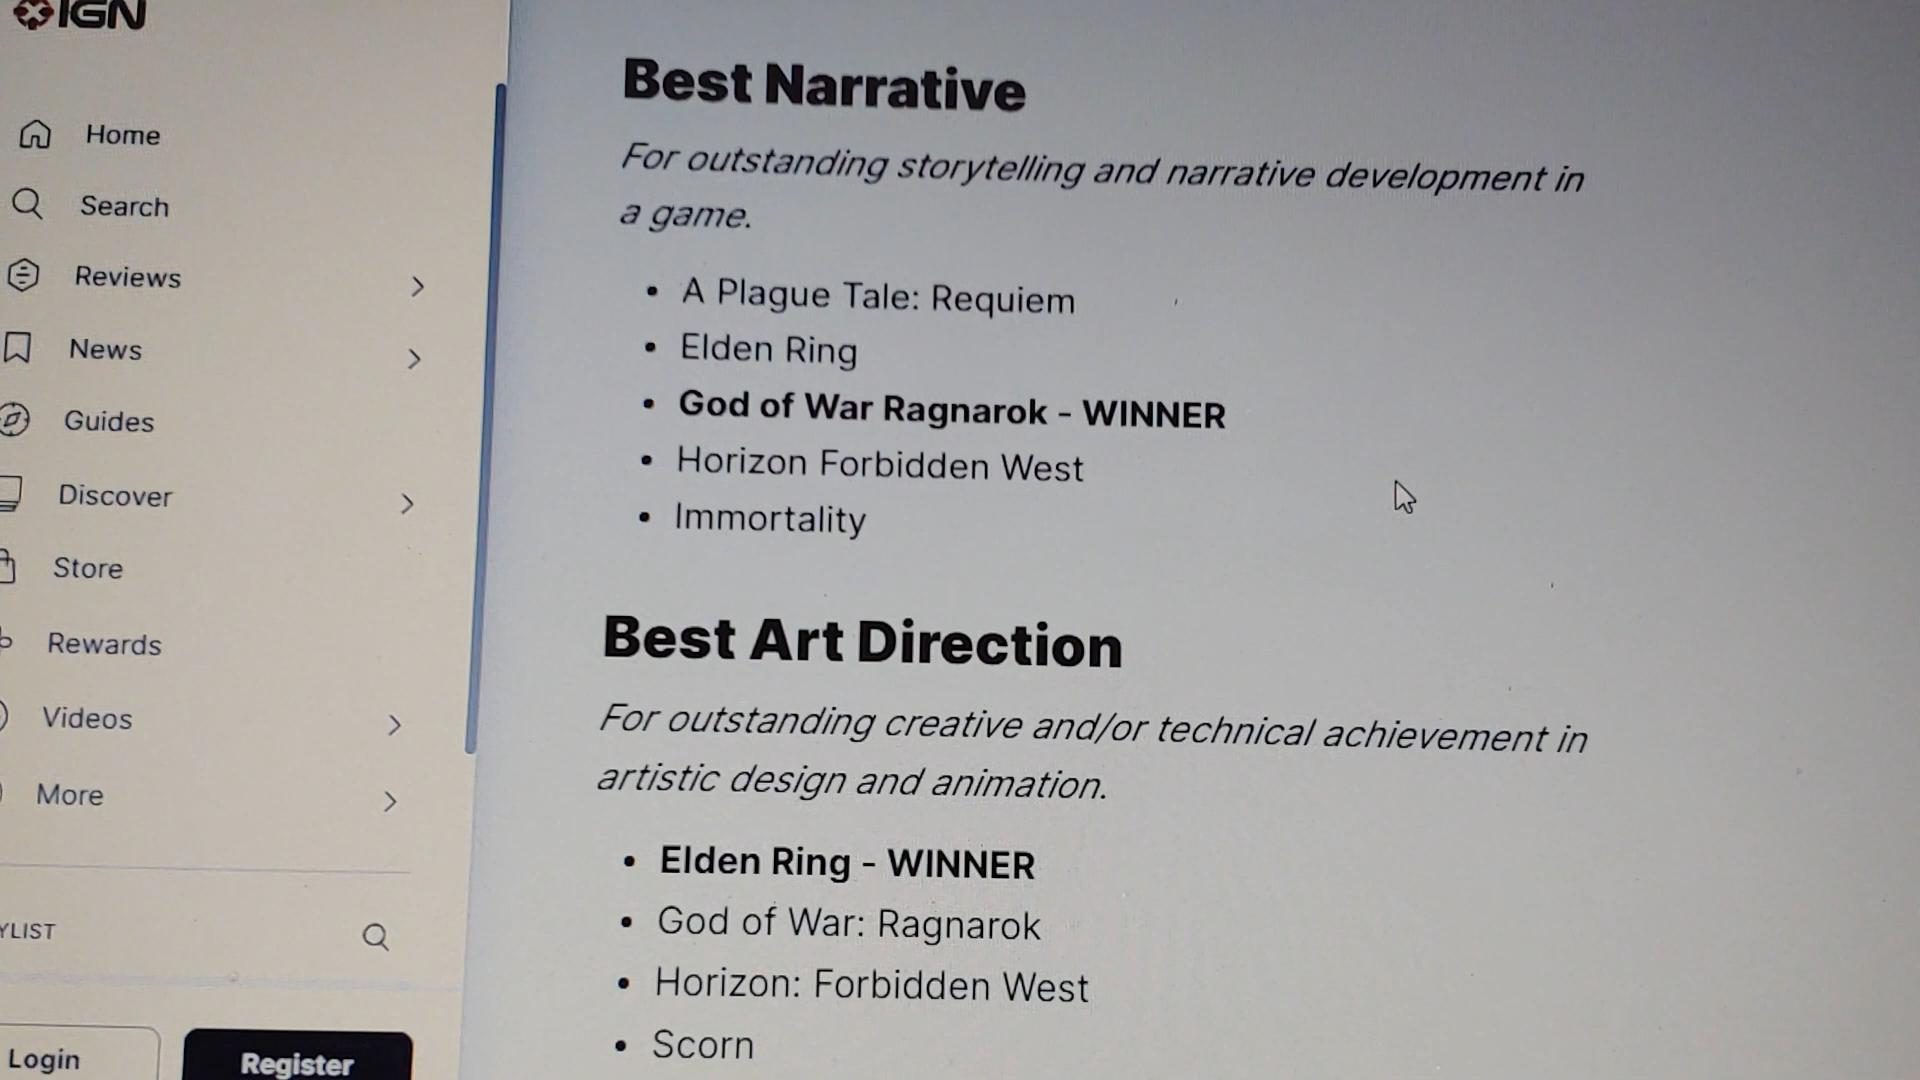 IGN
Home
Search
Reviews
News
Guides
Discover
Store
Rewards
Videos
More
YLIST
Login
Register
Best Narrative
For outstanding storytelling and narrative development in
a game.
• A Plague Tale: Requiem
• Elden Ring
• God of War Ragnarok - WINNER
• Horizon Forbidden West
• Immortality
Best Art Direction
For outstanding creative and/or technical achievement in
artistic design and animation.
• Elden Ring - WINNER
• God of War: Ragnarok
• Horizon: Forbidden West
• Scorn